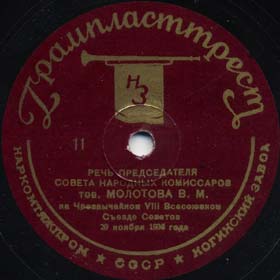 Грампласттрест
НЗ
11
РЕЧЬ ПРЕДСЕДАТЕЛЯ
СОВЕТА НАРОДНЫХ КОМИССАРОВ
тов. МОЛОТОВА В. М.
на Чрезвычайном VIII Всесоюзном
Съезде Советов
29 ноября 1936 года
НАРКОМТЯЖПРОМ ★ СССР ★ НОГИНСКИЙ ЗАВОД